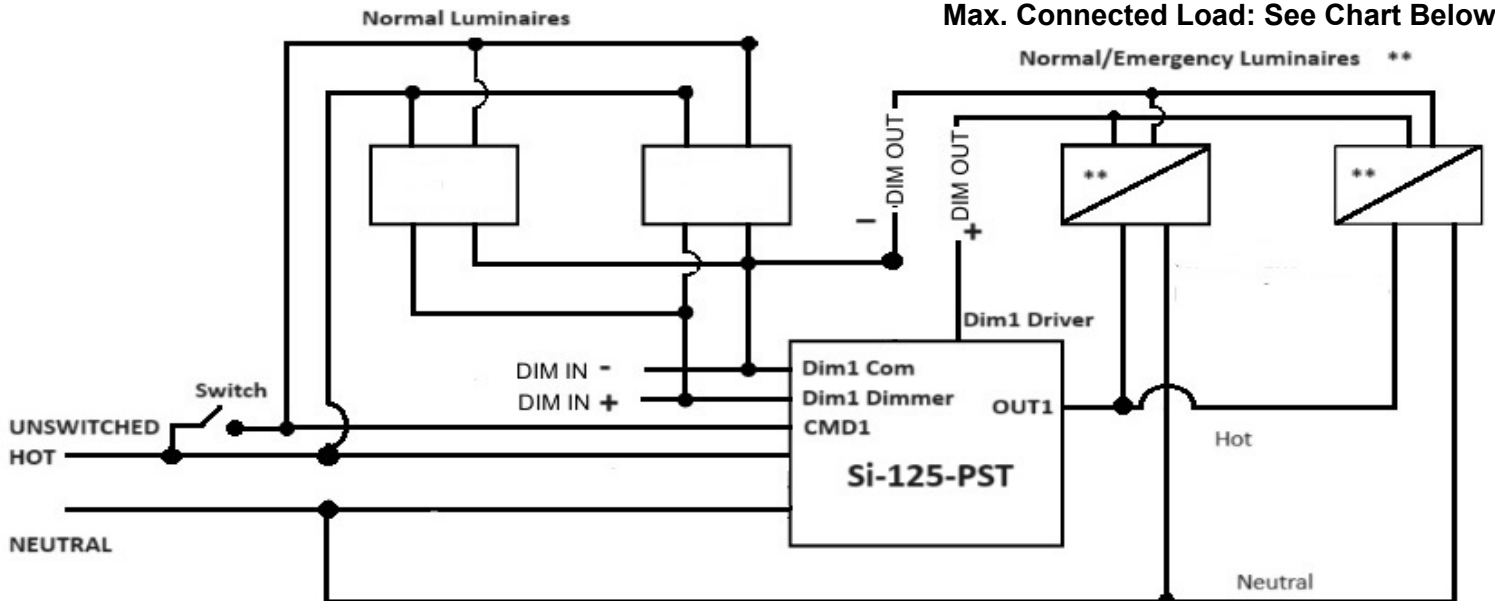 Normal Luminaires
Max. Connected Load: See Chart Below
Normal/Emergency Luminaires **
DIM OUT
DIM OUT
**
**
−
+
Dim1 Driver
DIM IN -
Dim1 Com
Switch
DIM IN +
Dim1 Dimmer
OUT1
UNSWITCHED
CMD1
HOT
Hot
Si-125-PST
NEUTRAL
Neutral